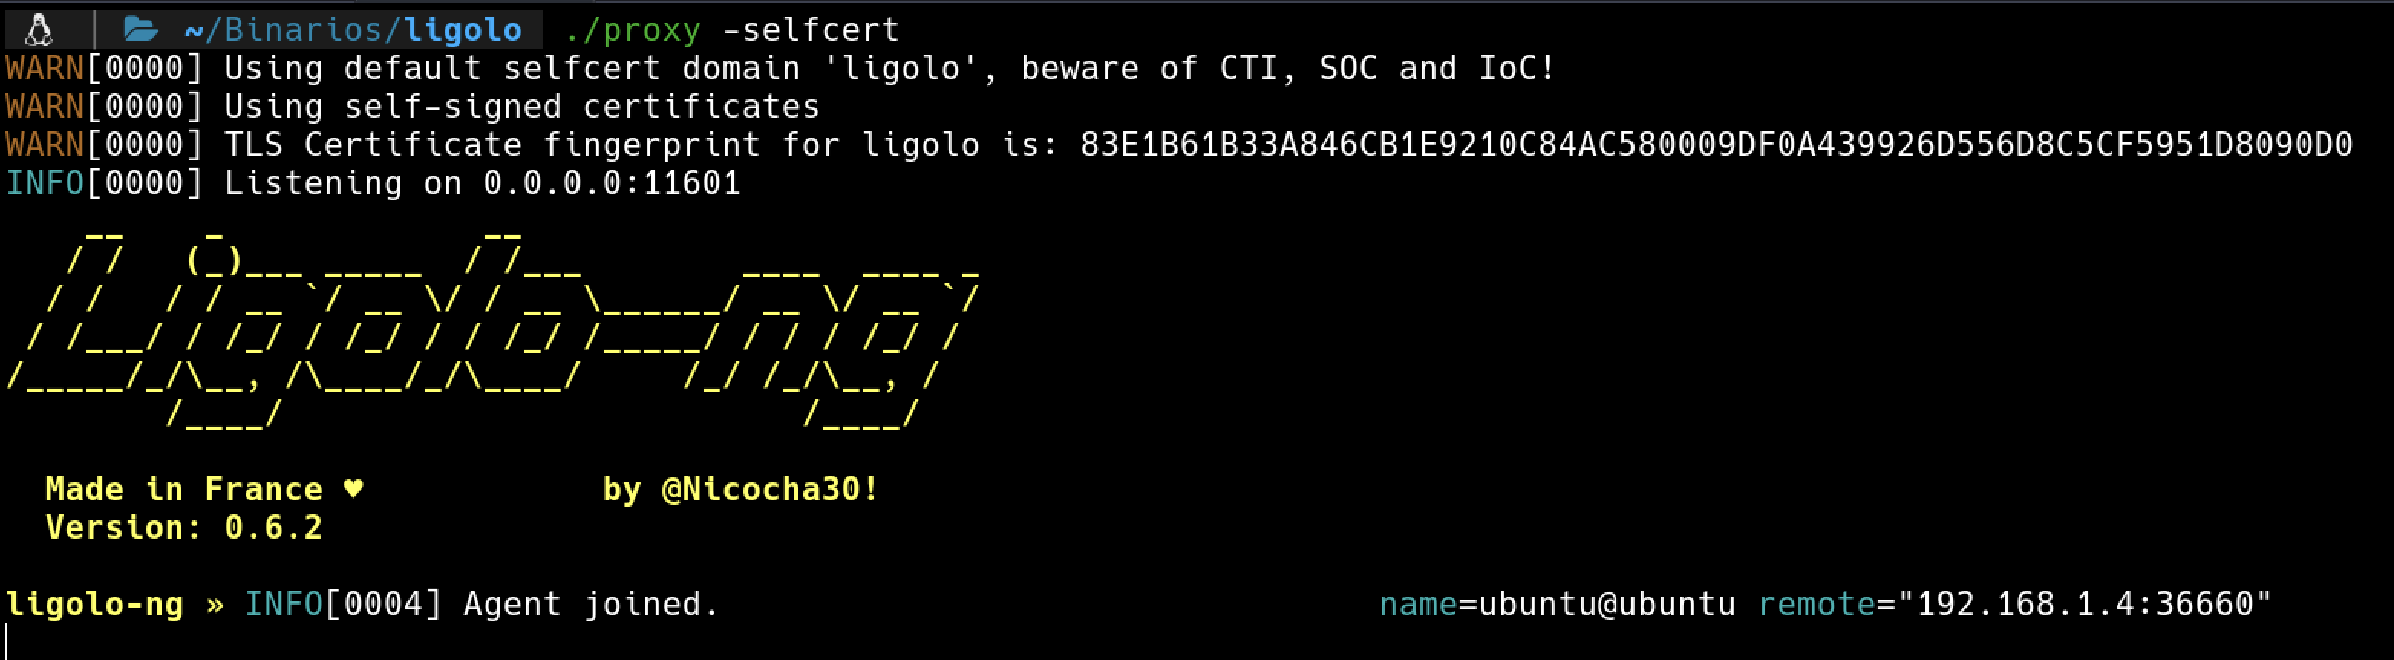 ~/Binarios/ligolo ./proxy -selfcert
WARN[0000] Using default selfcert domain 'ligolo', beware of CTI, SOC and IoC!
WARN[0000] Using self-signed certificates
WARN[0000] TLS Certificate fingerprint for ligolo is: 83E1B61B33A846CB1E9210C84AC580009DF0A439926D556D8C5CF5951D8090D0
INFO[0000] Listening on 0.0.0.0:11601
Ligolo-ng
Made in France ♥ by @Nicocha30!
Version: 0.6.2
ligolo-ng » INFO[0004] Agent joined. name=ubuntu@ubuntu remote="192.168.1.4:36660"